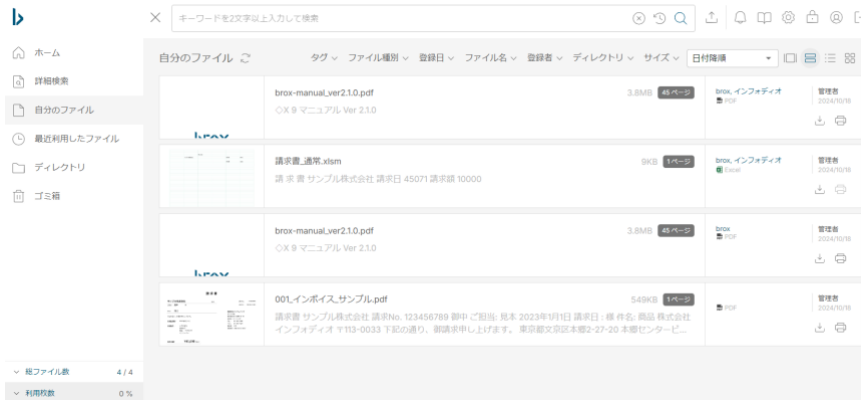 キーワードを2文字以上入力して検索
ホーム
詳細検索
自分のファイル
最近利用したファイル
ディレクトリ
ゴミ箱
総ファイル数 4 / 4
利用枚数 0 %
自分のファイル
タグ ファイル種別 登録日 ファイル名 登録者 ディレクトリ サイズ 日付降順
brox-manual_ver2.1.0.pdf 3.8MB 45 ページ
◇X 9 マニュアル Ver 2.1.0
brox
brox, インフォディオ
PDF
管理者
2024/10/18
請求書_通常.xlsm 9KB 1 ページ
請 求 書 サンプル株式会社 請求日 45071 請求額 10000
brox, インフォディオ
Excel
管理者
2024/10/18
brox-manual_ver2.1.0.pdf 3.8MB 45 ページ
◇X 9 マニュアル Ver 2.1.0
brox
brox
PDF
管理者
2024/10/18
001_インボイス_サンプル.pdf 549KB 1 ページ
請求書 サンプル株式会社 請求No. 123456789 御中 ご担当: 見本 2023年1月1日 請求日 : 様 件名: 商品 株式会社
インフォディオ 〒113-0033 下記の通り、御請求申し上げます。 東京都文京区本郷2-27-20 本郷センタービ...
PDF
管理者
2024/10/18